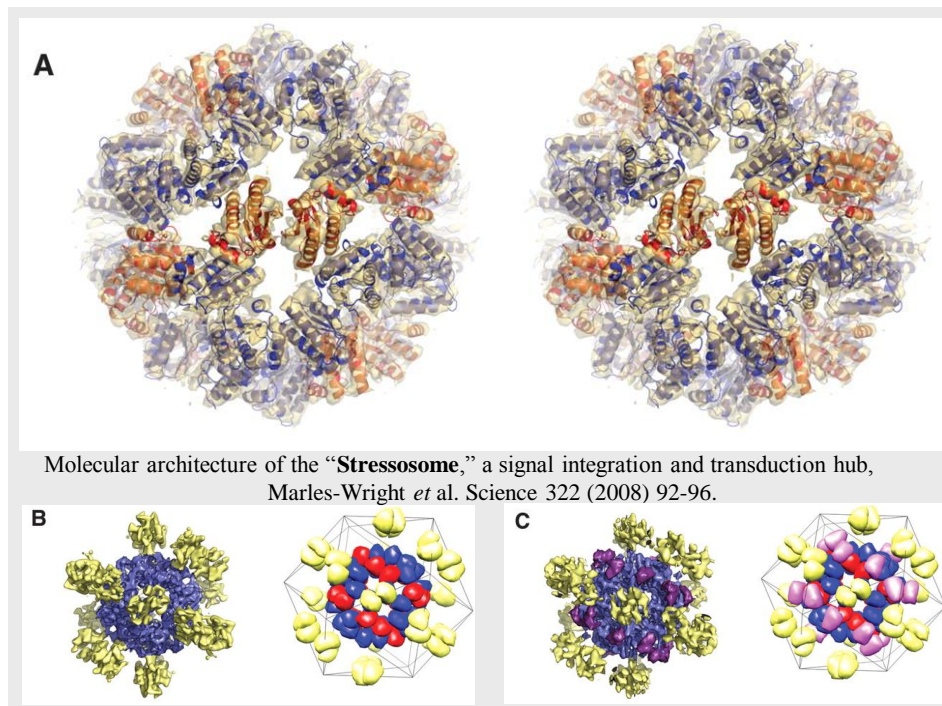 A
Molecular architecture of the “Stressosome,” a signal integration and transduction hub,
Marles-Wright et al. Science 322 (2008) 92-96.
B
C